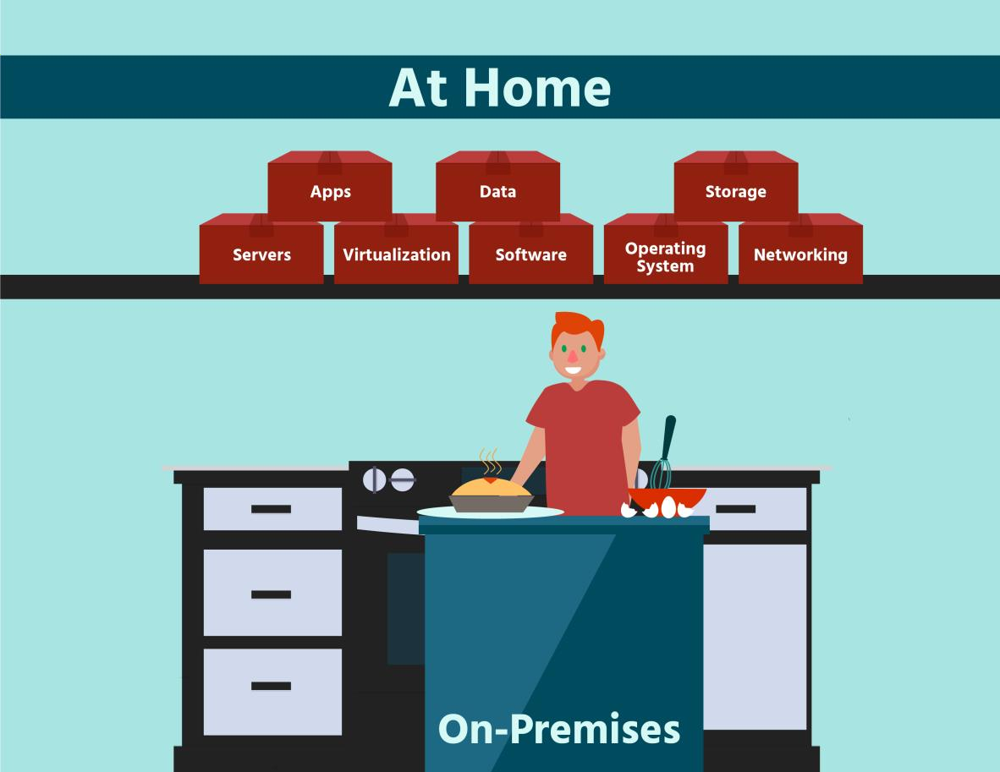 At Home
Apps
Data
Storage
Servers
Virtualization
Software
Operating
System
Networking
On-Premises